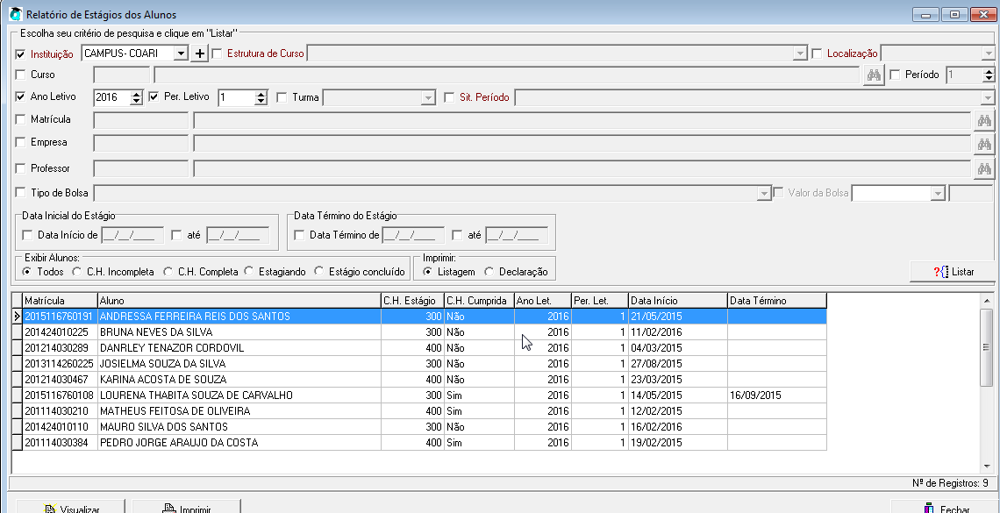 Relatório de Estágios dos Alunos
Escolha seu critério de pesquisa e clique em "Listar"
Instituição CAMPUS- COARI + Estrutura de Curso Localização
Curso Período 1
Ano Letivo 2016 Per. Letivo 1 Turma Sit. Período
Matrícula
Empresa
Professor
Tipo de Bolsa Valor da Bolsa
Data Inicial do Estágio Data Término do Estágio
Data Início de __/__/____ até __/__/____ Data Término de __/__/____ até __/__/____
Exibir Alunos: Imprimir:
Todos C.H. Incompleta C.H. Completa Estagiando Estágio concluído Listagem Declaração Listar
Matrícula Aluno C.H. Estágio C.H. Cumprida Ano Let. Per. Let. Data Início Data Término
2015116760191 ANDRESSA FERREIRA REIS DOS SANTOS 300 Não 2016 1 21/05/2015
201424010225 BRUNA NEVES DA SILVA 300 Não 2016 1 11/02/2016
201214030289 DANRLEY TENAZOR CORDOVIL 400 Não 2016 1 04/03/2015
2013114260225 JOSIELMA SOUZA DA SILVA 300 Não 2016 1 27/08/2015
201214030467 KARINA ACOSTA DE SOUZA 400 Não 2016 1 23/03/2015
2015116760108 LOURENA THABITA SOUZA DE CARVALHO 300 Sim 2016 1 14/05/2015 16/09/2015
201114030210 MATHEUS FEITOSA DE OLIVEIRA 400 Sim 2016 1 12/02/2015
201424010110 MAURO SILVA DOS SANTOS 300 Não 2016 1 16/02/2016
201114030384 PEDRO JORGE ARAUJO DA COSTA 400 Sim 2016 1 19/02/2015
Nº de Registros: 9
Visualizar Imprimir Fechar